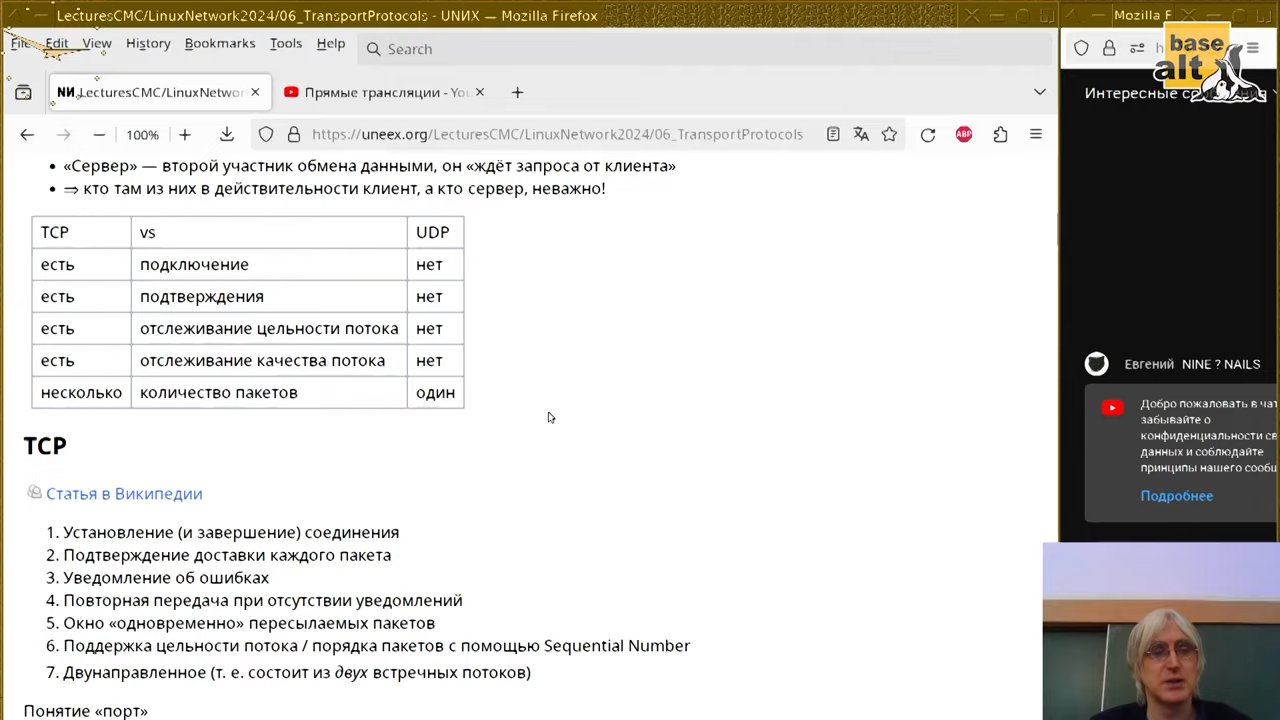 LecturesCMC/LinuxNetwork2024/06_TransportProtocols - UNИX — Mozilla Firefox
Mozilla F
File Edit View History Bookmarks Tools Help
Search
base
alt
NИ LecturesCMC/LinuxNetwor
Прямые трансляции - You
Интересные
100%
https://uneex.org/LecturesCMC/LinuxNetwork2024/06_TransportProtocols
ABP
• «Сервер» — второй участник обмена данными, он «ждёт запроса от клиента»
• ⇒ кто там из них в действительности клиент, а кто сервер, неважно!
TCP vs UDP
есть подключение нет
есть подтверждения нет
есть отслеживание цельности потока нет
есть отслеживание качества потока нет
несколько количество пакетов один
TCP
Статья в Википедии
1. Установление (и завершение) соединения
2. Подтверждение доставки каждого пакета
3. Уведомление об ошибках
4. Повторная передача при отсутствии уведомлений
5. Окно «одновременно» пересылаемых пакетов
6. Поддержка цельности потока / порядка пакетов с помощью Sequential Number
7. Двунаправленное (т. е. состоит из двух встречных потоков)
Понятие «порт»
Евгений NINE ? NAILS
Добро пожаловать в чат
забывайте о
конфиденциальности св
данных и соблюдайте
принципы нашего сообщ
Подробнее